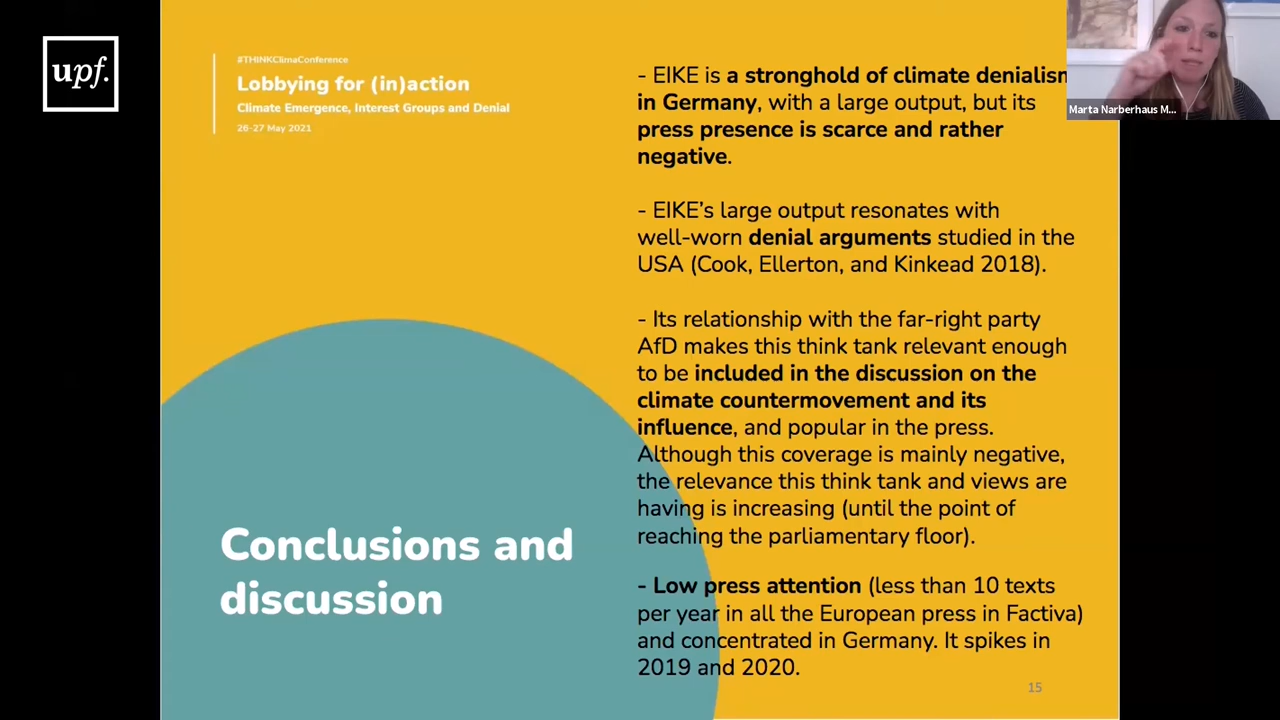 upf.
#THINKClimaConference
Lobbying for (in)action
Climate Emergence, Interest Groups and Denial
26-27 May 2021
Conclusions and
discussion
- EIKE is a stronghold of climate denialism
in Germany, with a large output, but its
press presence is scarce and rather
negative.
- EIKE’s large output resonates with
well-worn denial arguments studied in the
USA (Cook, Ellerton, and Kinkead 2018).
- Its relationship with the far-right party
AfD makes this think tank relevant enough
to be included in the discussion on the
climate countermovement and its
influence, and popular in the press.
Although this coverage is mainly negative,
the relevance this think tank and views are
having is increasing (until the point of
reaching the parliamentary floor).
- Low press attention (less than 10 texts
per year in all the European press in Factiva)
and concentrated in Germany. It spikes in
2019 and 2020.
15
Marta Narberhaus M...